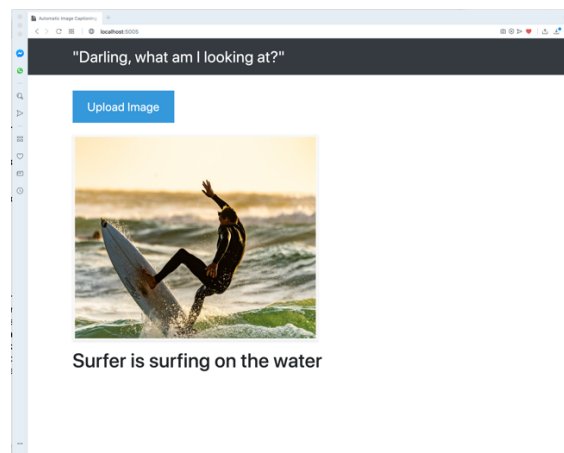 Automatic Image Captioning
localhost:5005
"Darling, what am I looking at?"
Upload Image
Surfer is surfing on the water